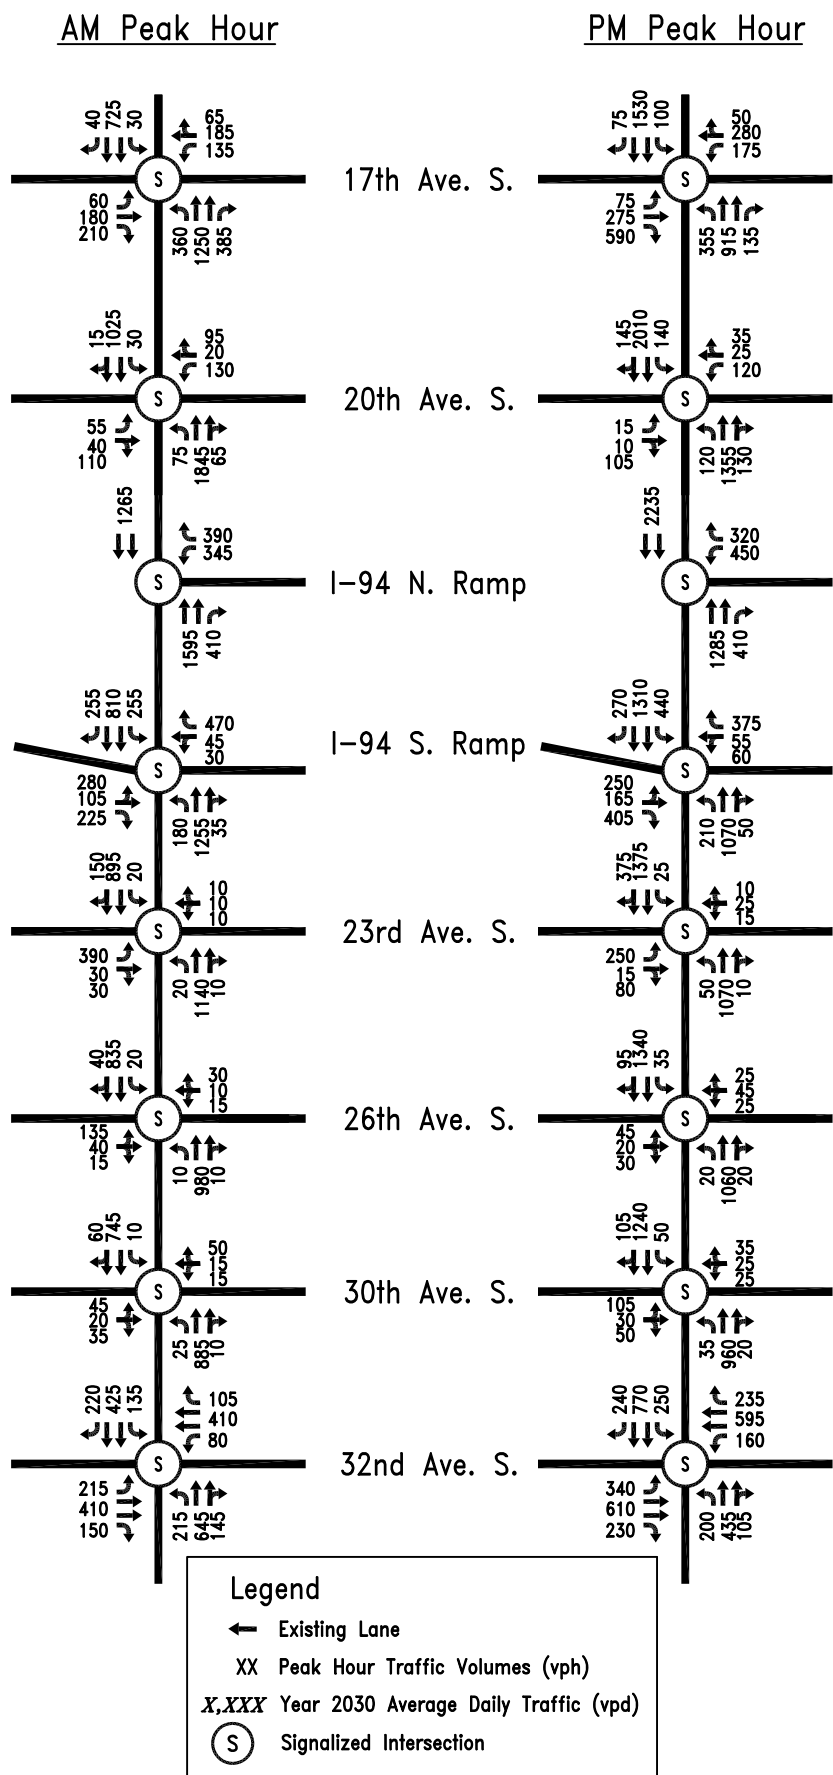 AM Peak Hour
PM Peak Hour
40 725 30
65
185
135
75 1530 100
50
280
175
17th Ave. S.
S
S
60
180
210
360 1250 385
75
275
590
355 915 135
15 1025 30
95
20
130
145 2010 140
35
25
120
20th Ave. S.
S
S
55
40
110
75 1845 65
15
10
105
120 1355 130
1265
390
345
2235
320
450
I-94 N. Ramp
S
S
1595 410
1285 410
255 810 255
470
45
30
270 1310 440
375
55
60
I-94 S. Ramp
S
S
280
105
225
180 1255 35
250
165
405
210 1070 50
150 895 20
10
10
10
375 1375 25
10
25
15
23rd Ave. S.
S
S
390
30
30
20 1140 10
250
15
80
50 1070 10
40 835 20
30
10
15
95 1340 35
25
45
25
26th Ave. S.
S
S
135
40
15
10 980 10
45
20
30
20 1060 20
60 745 10
50
15
15
105 1240 50
35
25
25
30th Ave. S.
S
S
45
20
35
25 885 10
105
30
50
35 960 20
220 425 135
105
410
80
240 770 250
235
595
160
32nd Ave. S.
S
S
215
410
150
215 645 145
340
610
230
200 435 105
Legend
Existing Lane
XX Peak Hour Traffic Volumes (vph)
X,XXX Year 2030 Average Daily Traffic (vpd)
S Signalized Intersection